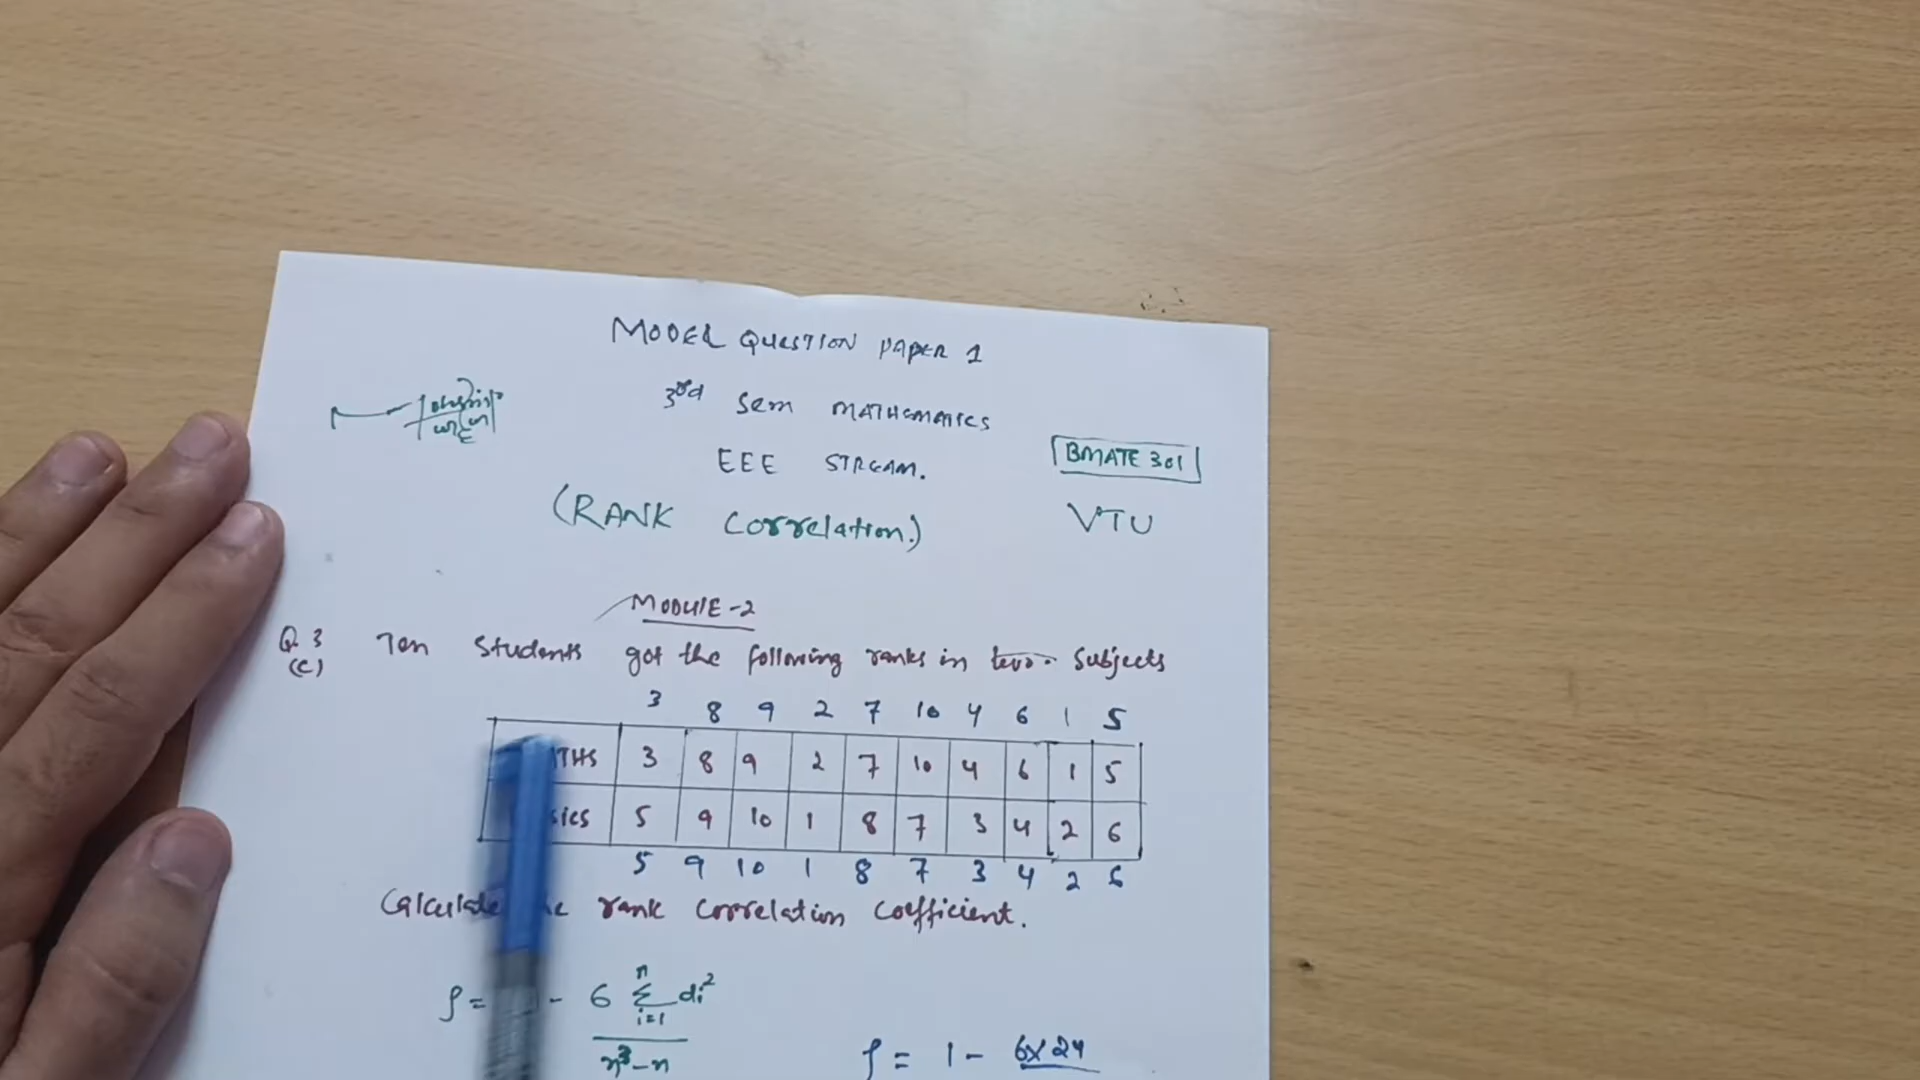 MODEL QUESTION PAPER 1
3rd Sem MATHEMATICS
EEE STREAM.
BMATE 301
(RANK Correlation.)
VTU
MODULE-2
Q.3 Ten Students got the following ranks in two. Subjects
(c)
3 8 9 2 7 10 4 6 1 5
THS 3 8 9 2 7 10 4 6 1 5
sics 5 9 10 1 8 7 3 4 2 6
5 9 10 1 8 7 3 4 2 6
Calculate rank Correlation Coefficient.
ρ = - 6 Σ di²
n
i=1
n³-n
ρ = 1 - 6x24